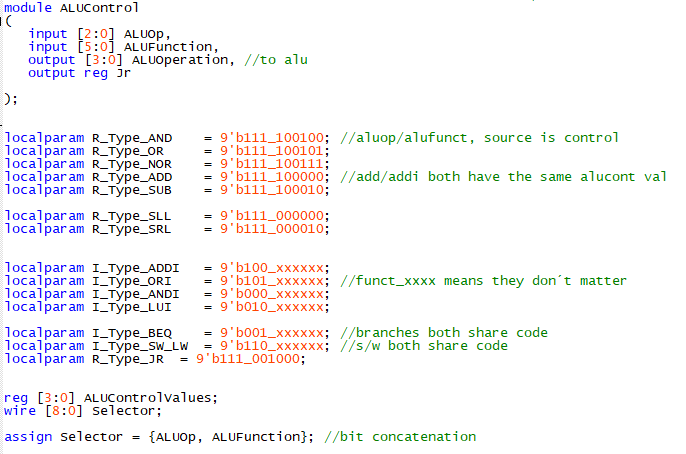 module ALUControl
(
input [2:0] ALUOp,
input [5:0] ALUFunction,
output [3:0] ALUOperation, //to alu
output reg Jr
);
localparam R_Type_AND = 9'b111_100100; //aluop/alufunct, source is control
localparam R_Type_OR = 9'b111_100101;
localparam R_Type_NOR = 9'b111_100111;
localparam R_Type_ADD = 9'b111_100000; //add/addi both have the same alucont val
localparam R_Type_SUB = 9'b111_100010;
localparam R_Type_SLL = 9'b111_000000;
localparam R_Type_SRL = 9'b111_000010;
localparam I_Type_ADDI = 9'b100_xxxxxx;
localparam I_Type_ORI = 9'b101_xxxxxx; //funct_xxxx means they don´t matter
localparam I_Type_ANDI = 9'b000_xxxxxx;
localparam I_Type_LUI = 9'b010_xxxxxx;
localparam I_Type_BEQ = 9'b001_xxxxxx; //branches both share code
localparam I_Type_SW_LW = 9'b110_xxxxxx; //s/w both share code
localparam R_Type_JR = 9'b111_001000;
reg [3:0] ALUControlValues;
wire [8:0] Selector;
assign Selector = {ALUOp, ALUFunction}; //bit concatenation